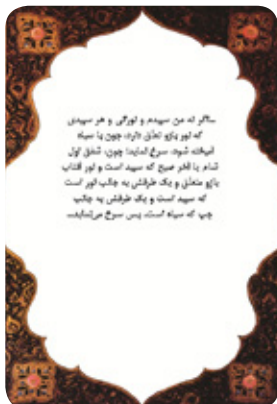 ...اگر نه من سپیدم و نورانی و هر سپیدی
که نور بازو تعلق دارد، چون با سیاه
آمیخته شود، سرخ نماید؛ چون، شفق اول
شام یا آخر صبح که سپید است و نور آفتاب
بازو متعلق و یک طرفش به جانب نور است
که سپید است و یک طرفش به جانب
چپ که سیاه است، پس سرخ می‌نماید...